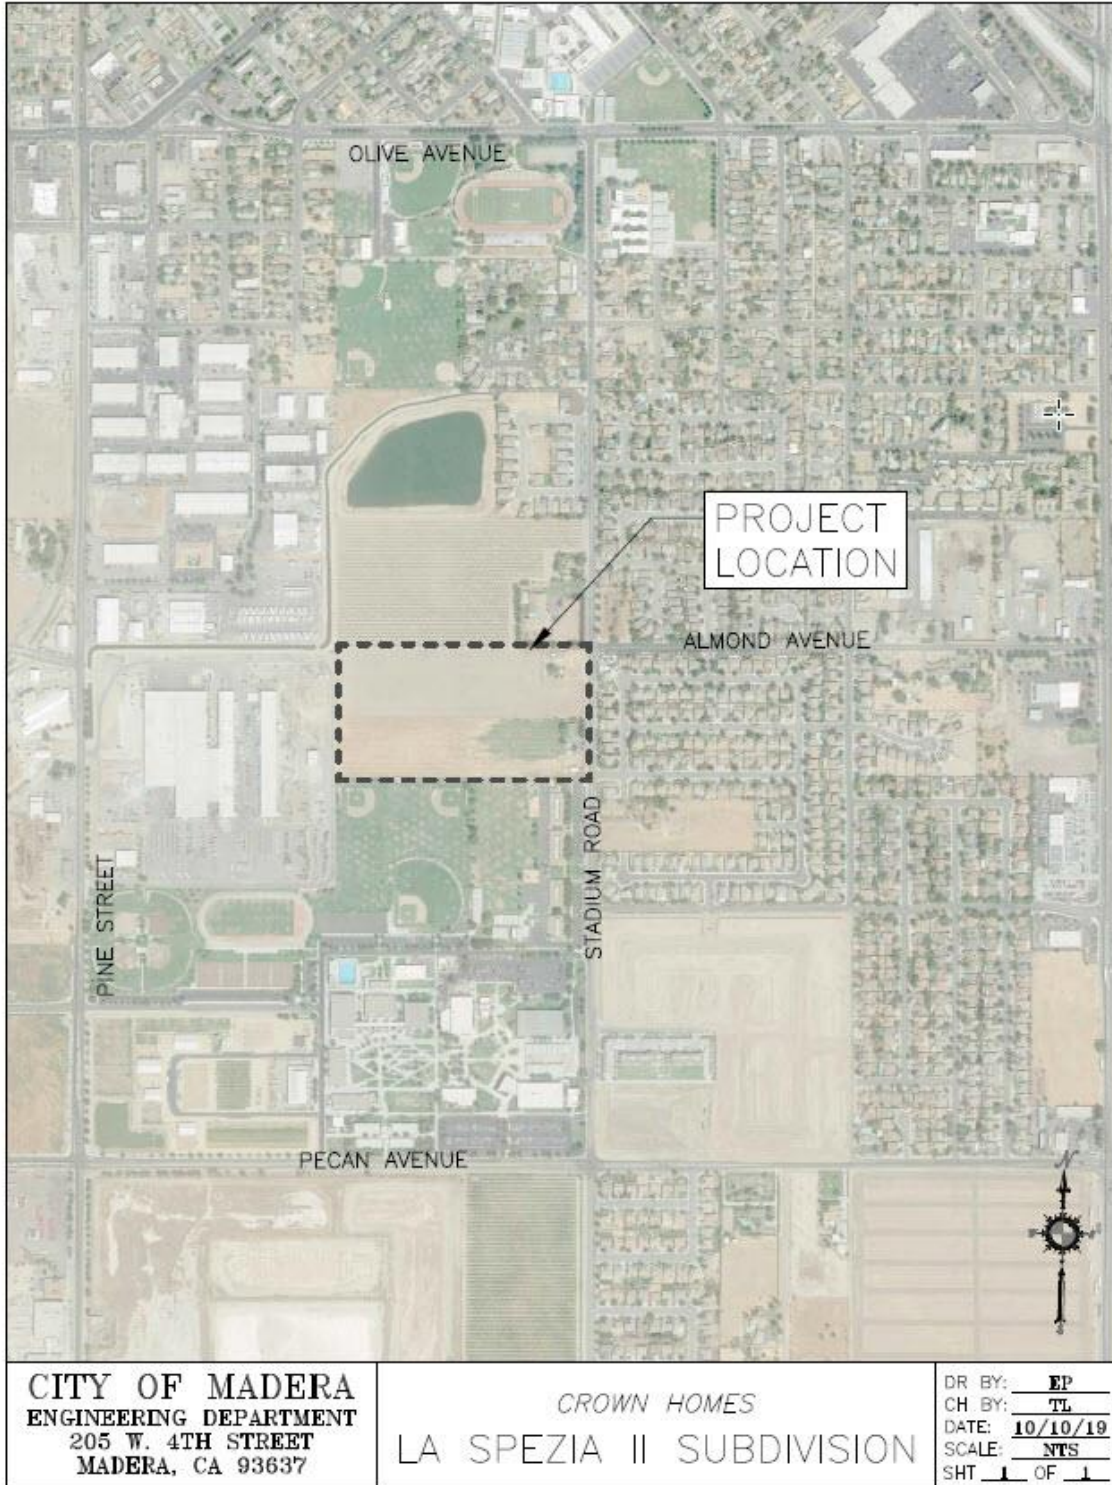 OLIVE AVENUE
PROJECT
LOCATION
ALMOND AVENUE
STADIUM ROAD
PINE STREET
PECAN AVENUE
N
CITY OF MADERA
ENGINEERING DEPARTMENT
205 W. 4TH STREET
MADERA, CA 93637
CROWN HOMES
LA SPEZIA II SUBDIVISION
DR BY: EP
CH BY: TL
DATE: 10/10/19
SCALE: NTS
SHT 1 OF 1